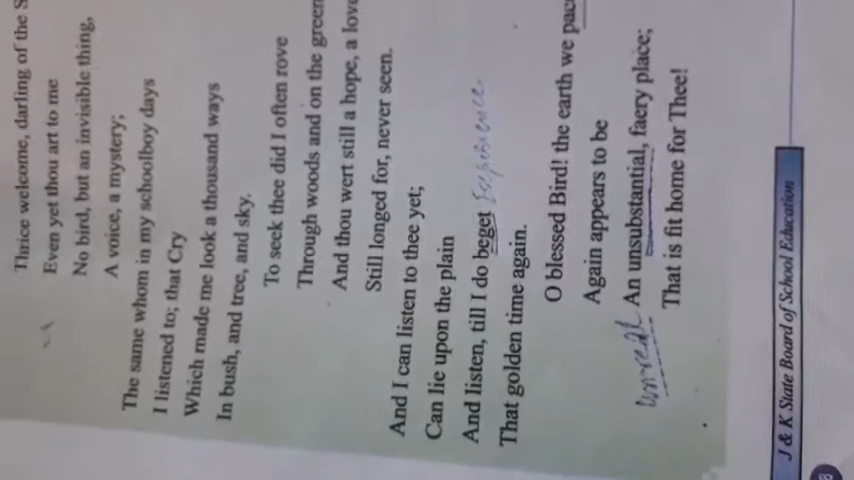 Thrice welcome, darling of the S
Even yet thou art to me
No bird, but an invisible thing,
A voice, a mystery;
The same whom in my schoolboy days
I listened to; that Cry
Which made me look a thousand ways
In bush, and tree, and sky.
To seek thee did I often rove
Through woods and on the green
And thou wert still a hope, a love
Still longed for, never seen.
And I can listen to thee yet;
Can lie upon the plain
And listen, till I do beget Experience
That golden time again.
O blessed Bird! the earth we pace
Again appears to be
unreal An unsubstantial, faery place;
That is fit home for Thee!
J & K State Board of School Education
8